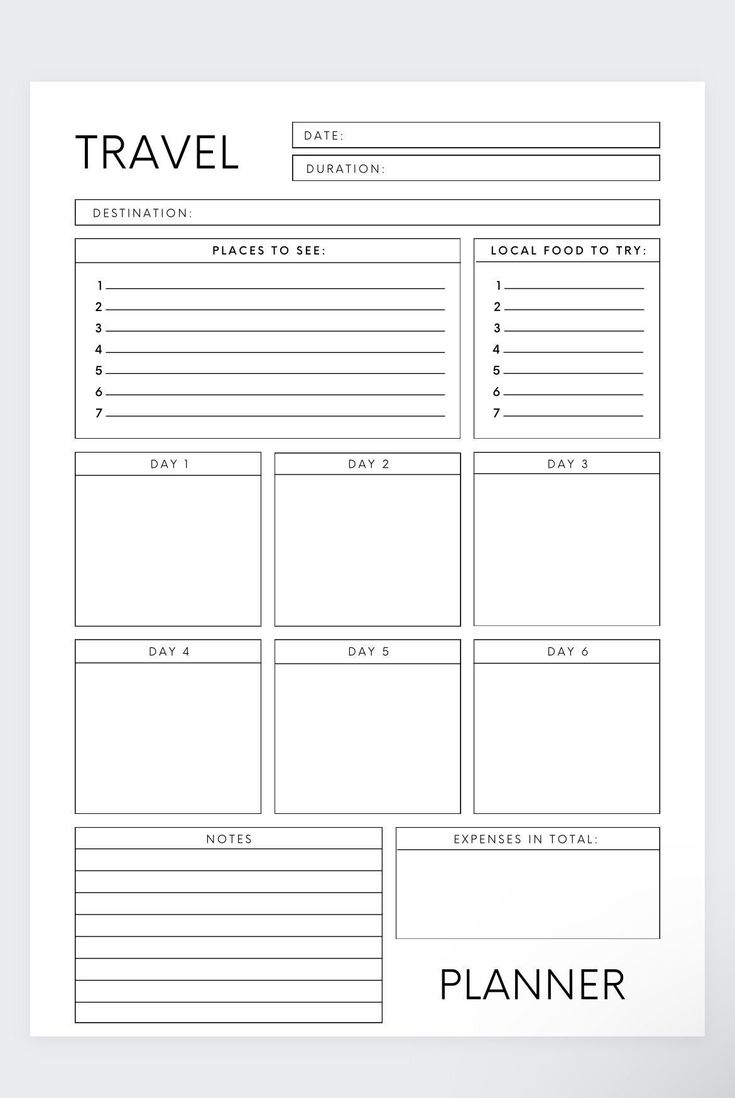 TRAVEL
DATE:
DURATION:
DESTINATION:
PLACES TO SEE:
1
2
3
4
5
6
7
LOCAL FOOD TO TRY:
1
2
3
4
5
6
7
DAY 1
DAY 2
DAY 3
DAY 4
DAY 5
DAY 6
NOTES
EXPENSES IN TOTAL:
PLANNER